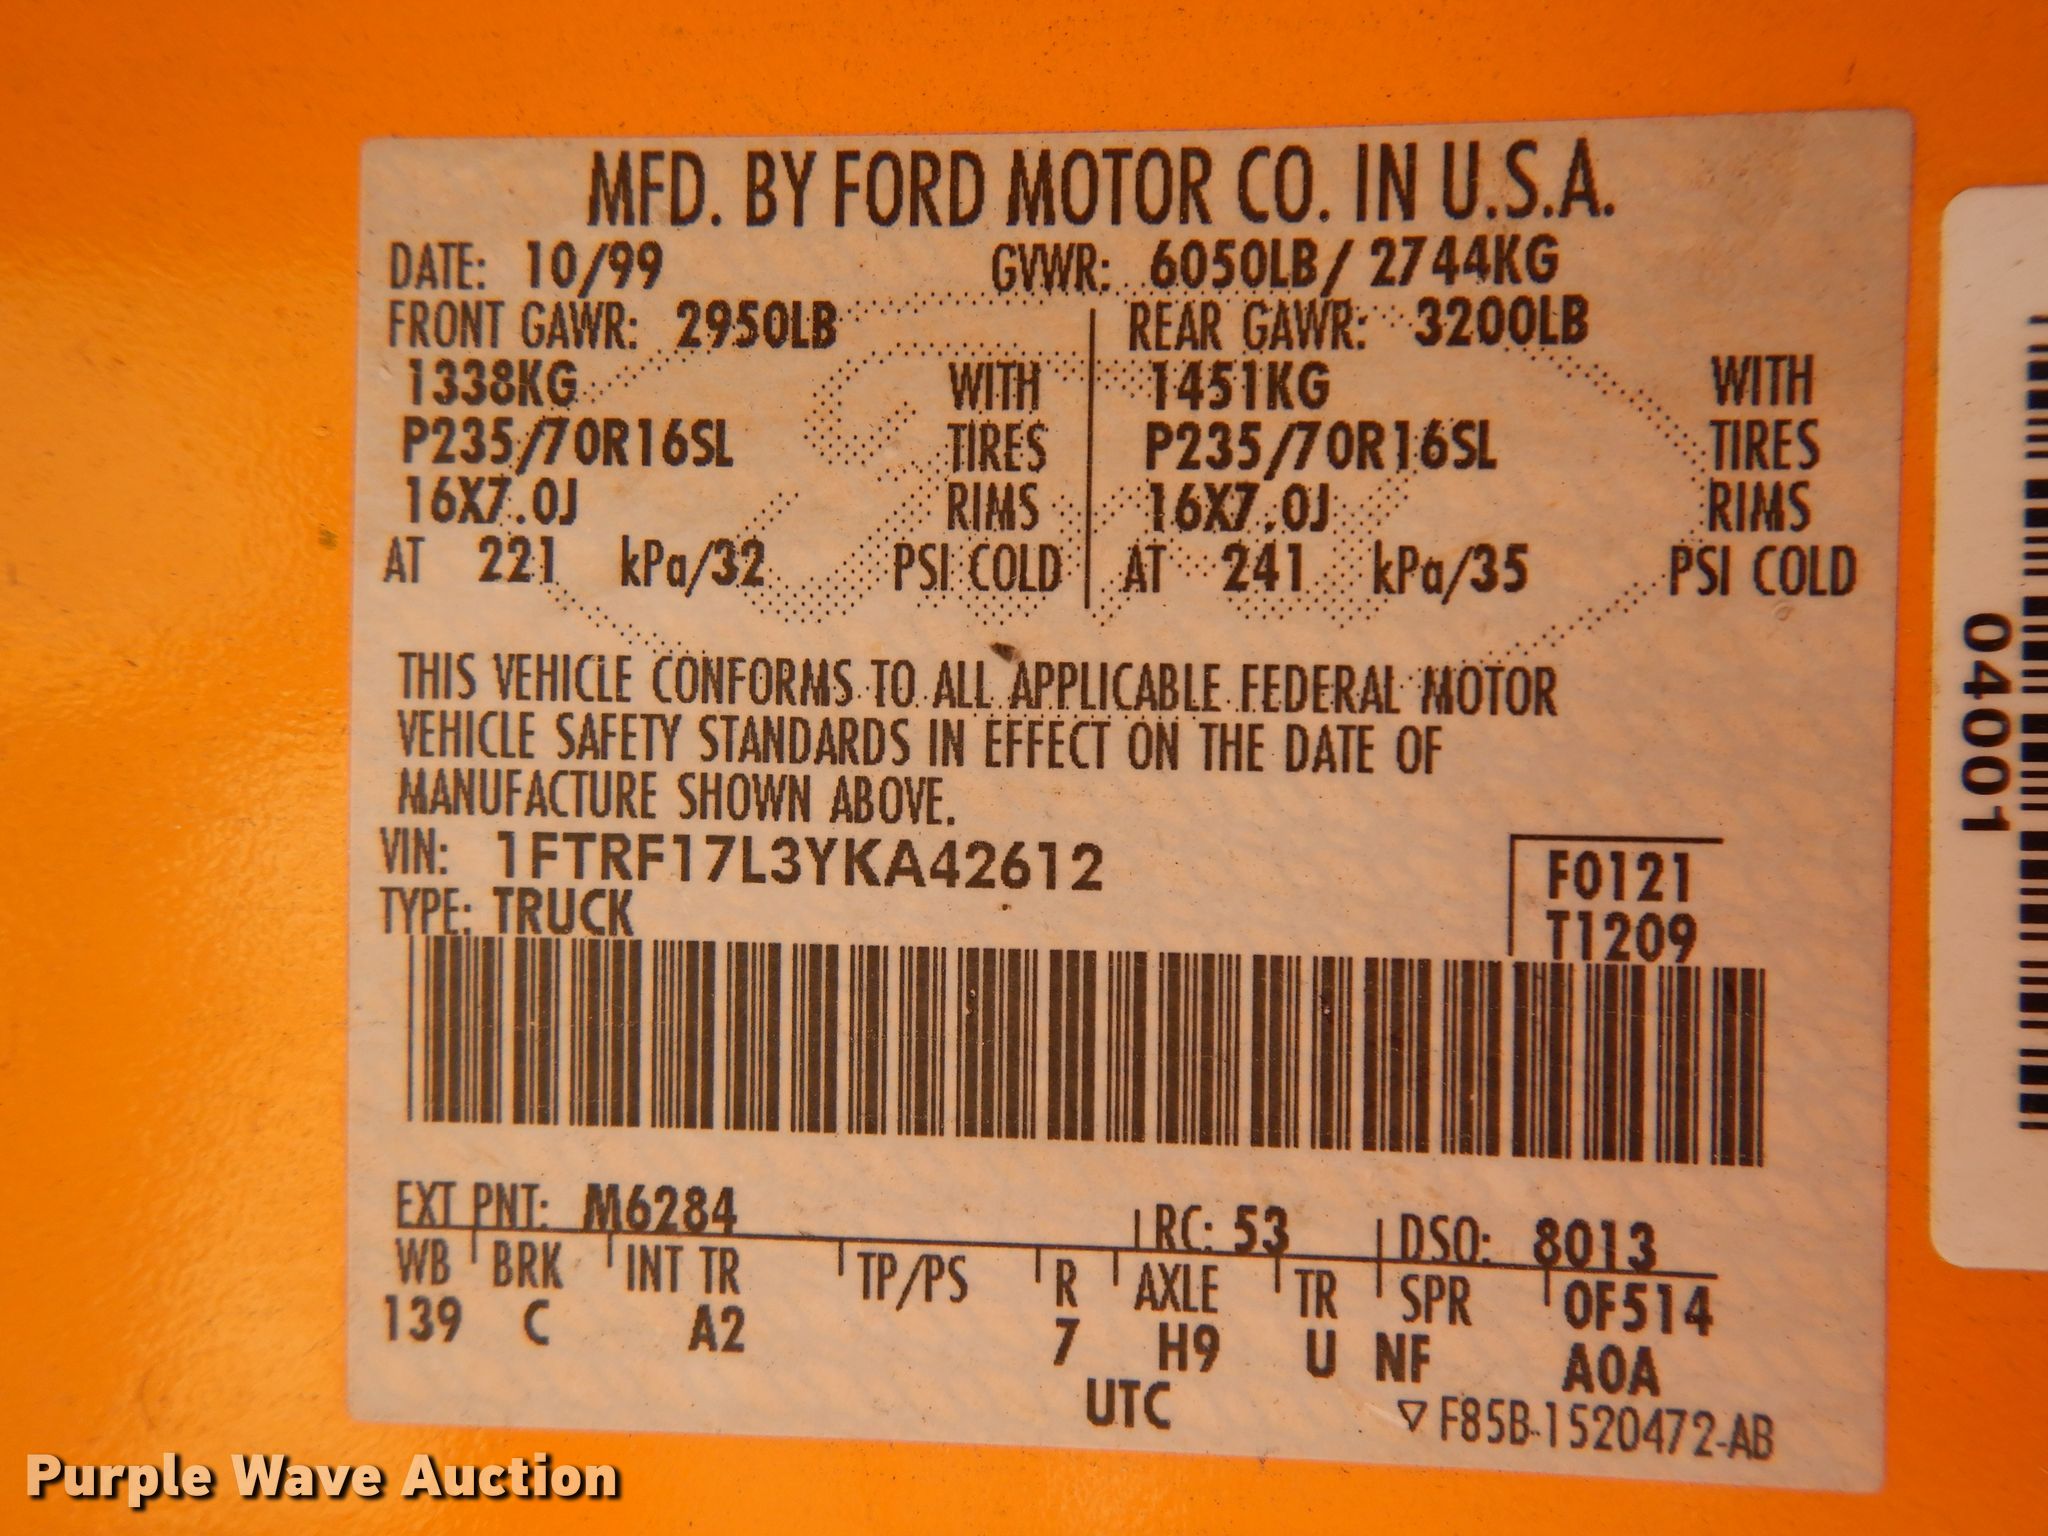 MFD. BY FORD MOTOR CO. IN U.S.A.
DATE: 10/99 GVWR: 6050LB/ 2744KG
FRONT GAWR: 2950LB REAR GAWR: 3200LB
1338KG WITH 1451KG WITH
P235/70R16SL TIRES P235/70R16SL TIRES
16X7.0J RIMS 16X7.0J RIMS
AT 221 kPa/32 PSI COLD AT 241 kPa/35 PSI COLD
THIS VEHICLE CONFORMS TO ALL APPLICABLE FEDERAL MOTOR
VEHICLE SAFETY STANDARDS IN EFFECT ON THE DATE OF
MANUFACTURE SHOWN ABOVE.
VIN: 1FTRF17L3YKA42612 F0121
TYPE: TRUCK T1209
EXT PNT: M6284 RC: 53 DSO: 8013
WB BRK INT TR TP/PS R AXLE TR SPR 0F514
139 C A2 7 H9 U NF A0A
UTC ▽ F85B-1520472-AB
04001
Purple Wave Auction